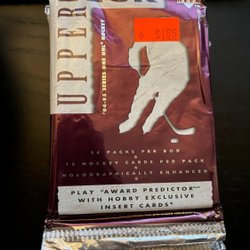 UPPER
'94-95 SERIES ONE NHL® HOCKEY
$1.95
36 PACKS PER BOX
12 HOCKEY CARDS PER PACK
HOLOGRAPHICALLY ENHANCED
PLAY "AWARD PREDICTOR"
WITH HOBBY EXCLUSIVE
INSERT CARDS*